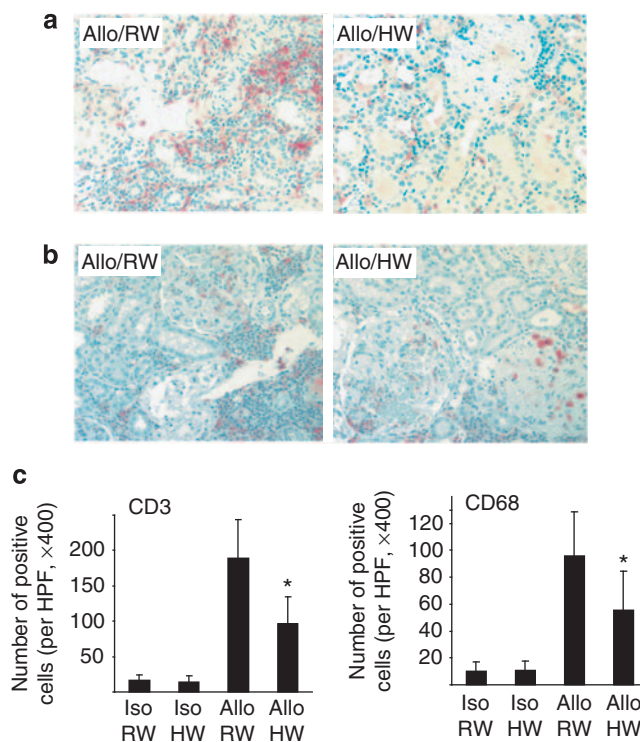 a
Allo/RW
Allo/HW
b
Allo/RW
Allo/HW
c
Number of positive
cells (per HPF, ×400)
CD3
200
150
100
50
*
Iso
RW
Iso
HW
Allo
RW
Allo
HW
Number of positive
cells (per HPF, ×400)
CD68
120
100
80
60
40
20
*
Iso
RW
Iso
HW
Allo
RW
Allo
HW